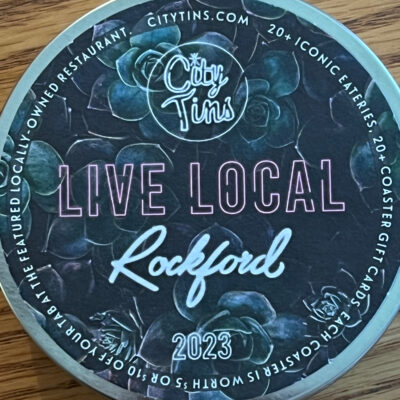 CITYTINS.COM
20+ ICONIC EATERIES, 20+ COASTER GIFT CARDS. EACH COASTER IS WORTH $5 OR $10 OFF YOUR TAB AT THE FEATURED LOCALLY-OWNED RESTAURANT.
City
Tins
LIVE LOCAL
Rockford
2023